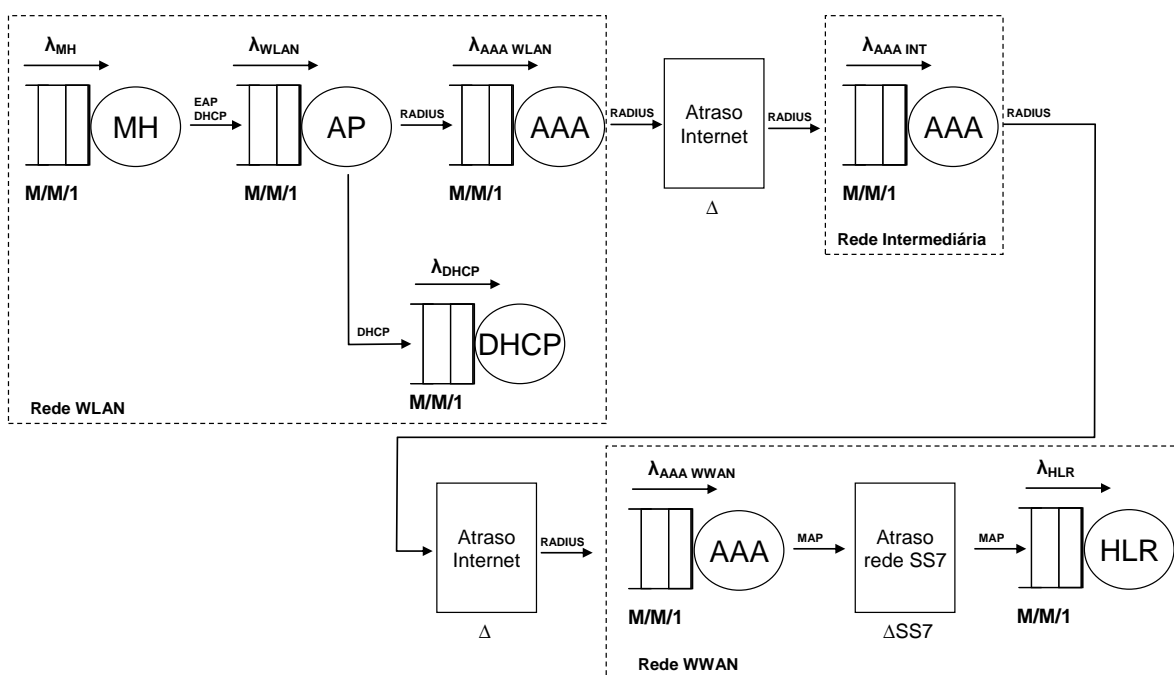 λMH
λWLAN
λAAA WLAN
λAAA INT
MH
EAP
DHCP
AP
RADIUS
AAA
RADIUS
Atraso
Internet
RADIUS
AAA
RADIUS
M/M/1
M/M/1
M/M/1
Δ
M/M/1
Rede Intermediária
λDHCP
DHCP
DHCP
M/M/1
Rede WLAN
λAAA WWAN
λHLR
Atraso
Internet
RADIUS
AAA
MAP
Atraso
rede SS7
MAP
HLR
Δ
M/M/1
ΔSS7
M/M/1
Rede WWAN